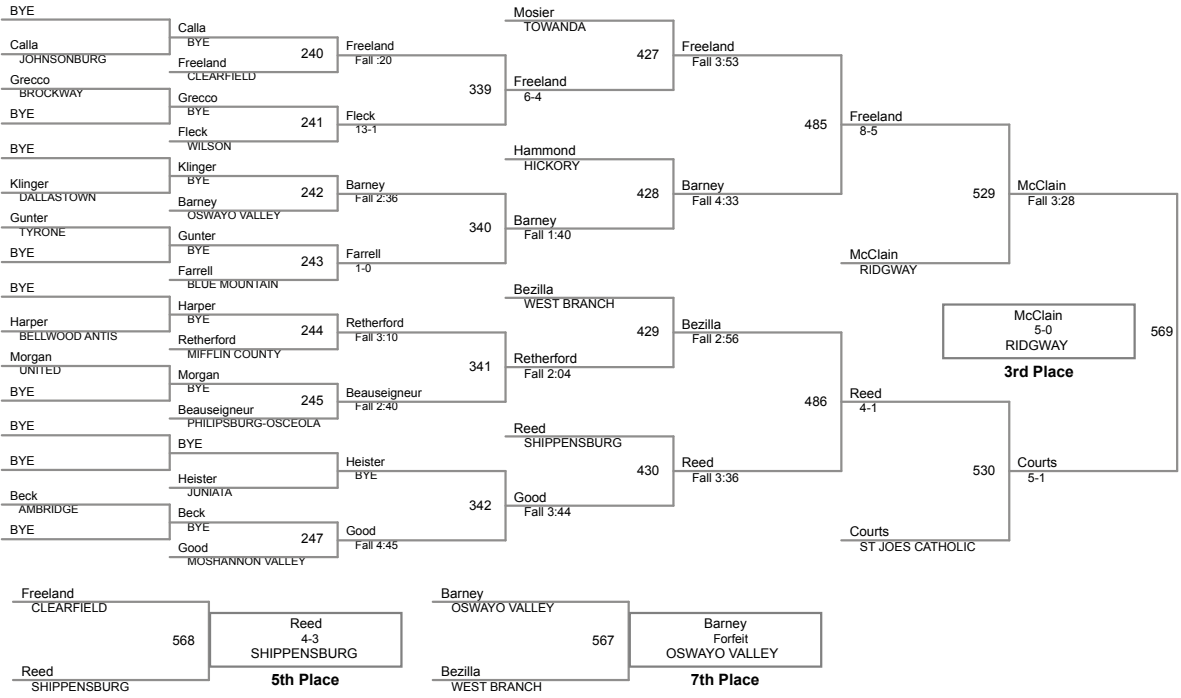 BYE
Calla
JOHNSONBURG
Grecco
BROCKWAY
BYE
BYE
Klinger
DALLASTOWN
Gunter
TYRONE
BYE
BYE
Harper
BELLWOOD ANTIS
Morgan
UNITED
BYE
BYE
BYE
Beck
AMBRIDGE
BYE
Calla
BYE
240
Freeland
CLEARFIELD
Grecco
BYE
241
Fleck
WILSON
Klinger
BYE
242
Barney
OSWAYO VALLEY
Gunter
BYE
243
Farrell
BLUE MOUNTAIN
Harper
BYE
244
Retherford
MIFFLIN COUNTY
Morgan
BYE
245
Beauseigneur
PHILIPSBURG-OSCEOLA
BYE
Heister
JUNIATA
Beck
BYE
247
Good
MOSHANNON VALLEY
Freeland
Fall :20
339
Fleck
13-1
Barney
Fall 2:36
340
Farrell
1-0
Retherford
Fall 3:10
341
Beauseigneur
Fall 2:40
Heister
BYE
342
Good
Fall 4:45
Mosier
TOWANDA
427
Freeland
6-4
Hammond
HICKORY
428
Barney
Fall 1:40
Bezilla
WEST BRANCH
429
Retherford
Fall 2:04
Reed
SHIPPENSBURG
430
Good
Fall 3:44
Freeland
Fall 3:53
485
Barney
Fall 4:33
Bezilla
Fall 2:56
486
Reed
Fall 3:36
Freeland
8-5
529
McClain
RIDGWAY
Reed
4-1
530
Courts
ST JOES CATHOLIC
McClain
Fall 3:28
569
Courts
5-1
McClain
5-0
RIDGWAY
3rd Place
Freeland
CLEARFIELD
568
Reed
SHIPPENSBURG
Reed
4-3
SHIPPENSBURG
5th Place
Barney
OSWAYO VALLEY
567
Bezilla
WEST BRANCH
Barney
Forfeit
OSWAYO VALLEY
7th Place